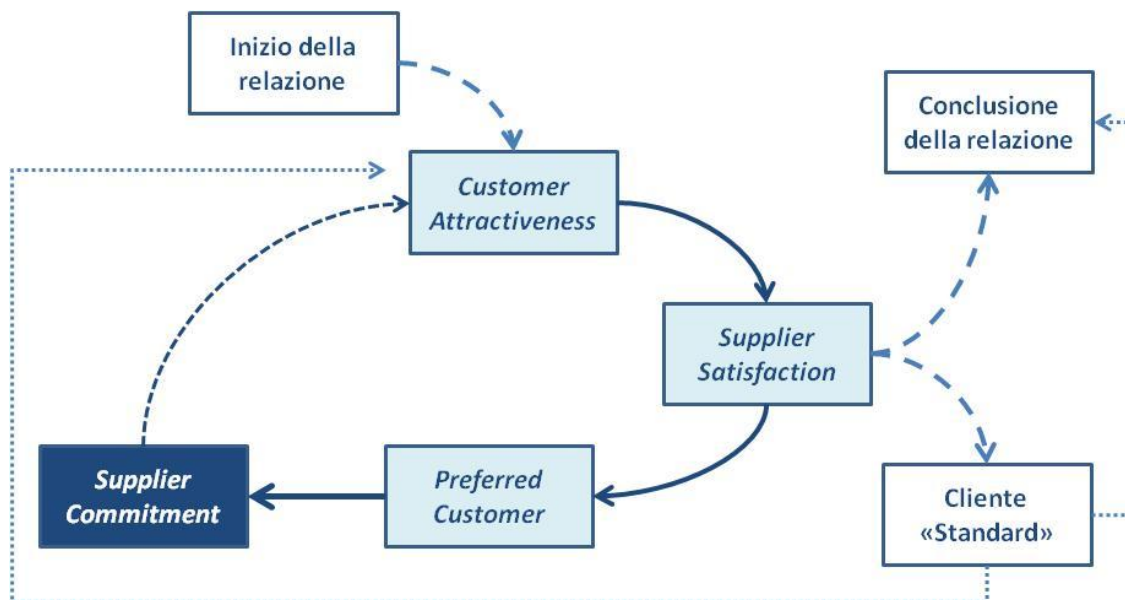 Inizio della
relazione
Conclusione
della relazione
Customer
Attractiveness
Supplier
Satisfaction
Supplier
Commitment
Preferred
Customer
Cliente
«Standard»